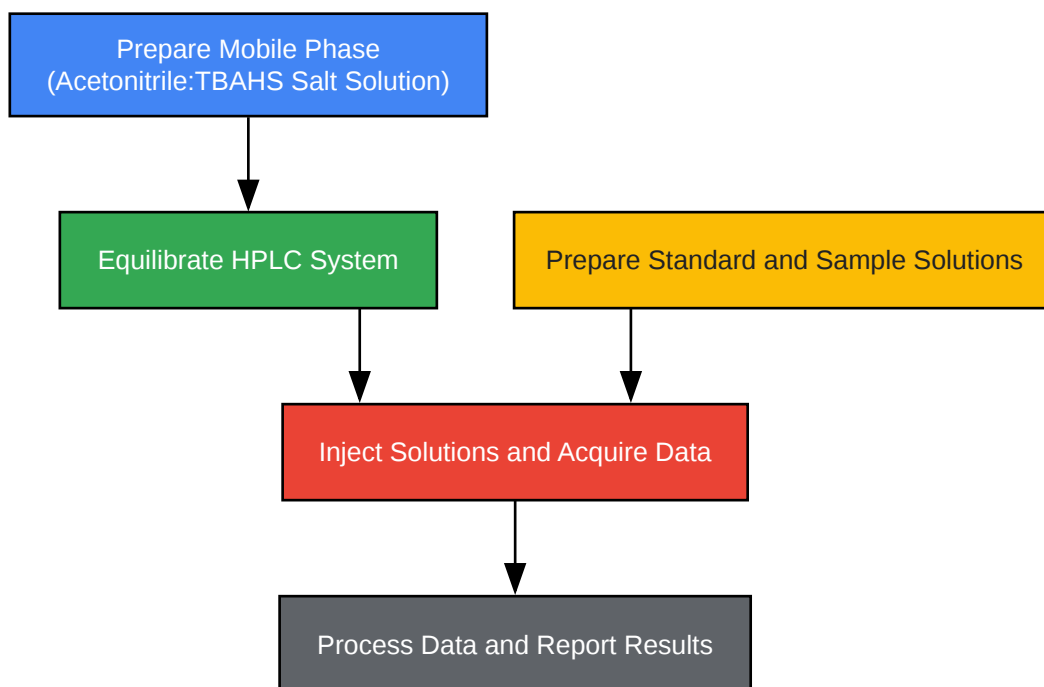 Prepare Mobile Phase
(Acetonitrile:TBAHS Salt Solution)
Equilibrate HPLC System
Prepare Standard and Sample Solutions
Inject Solutions and Acquire Data
Process Data and Report Results